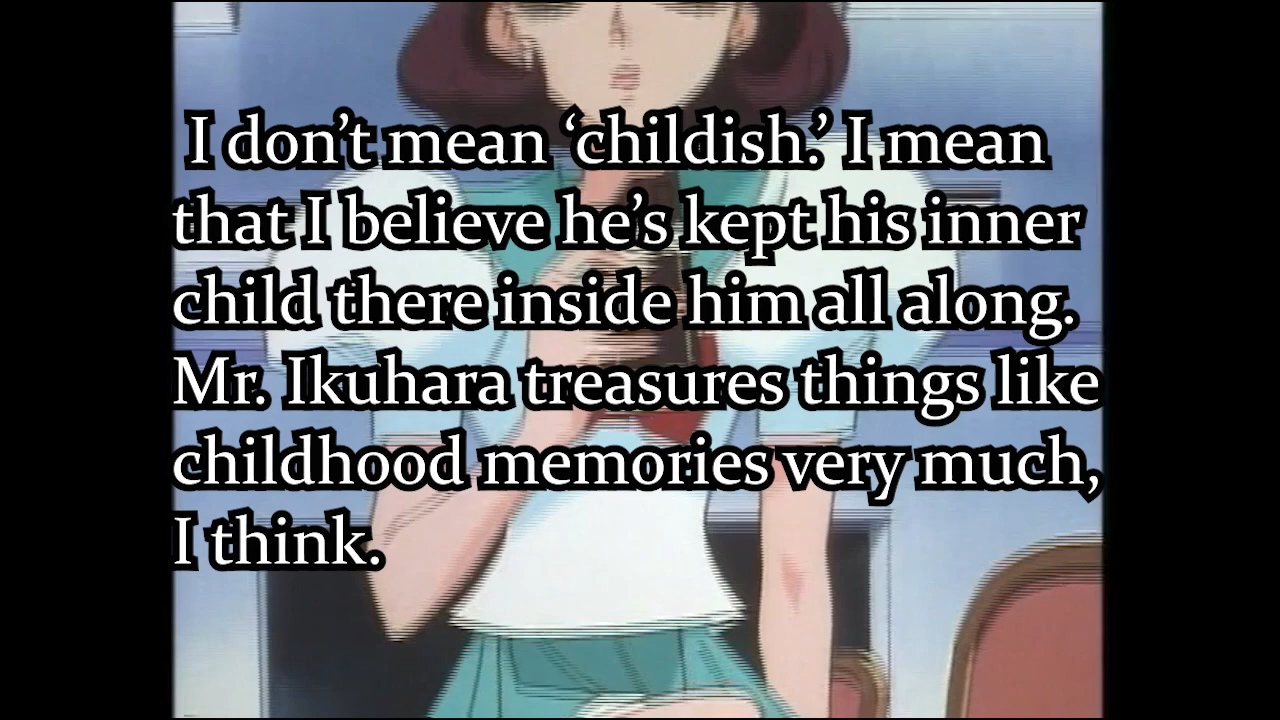 I don’t mean ‘childish.’ I mean
that I believe he’s kept his inner
child there inside him all along.
Mr. Ikuhara treasures things like
childhood memories very much,
I think.